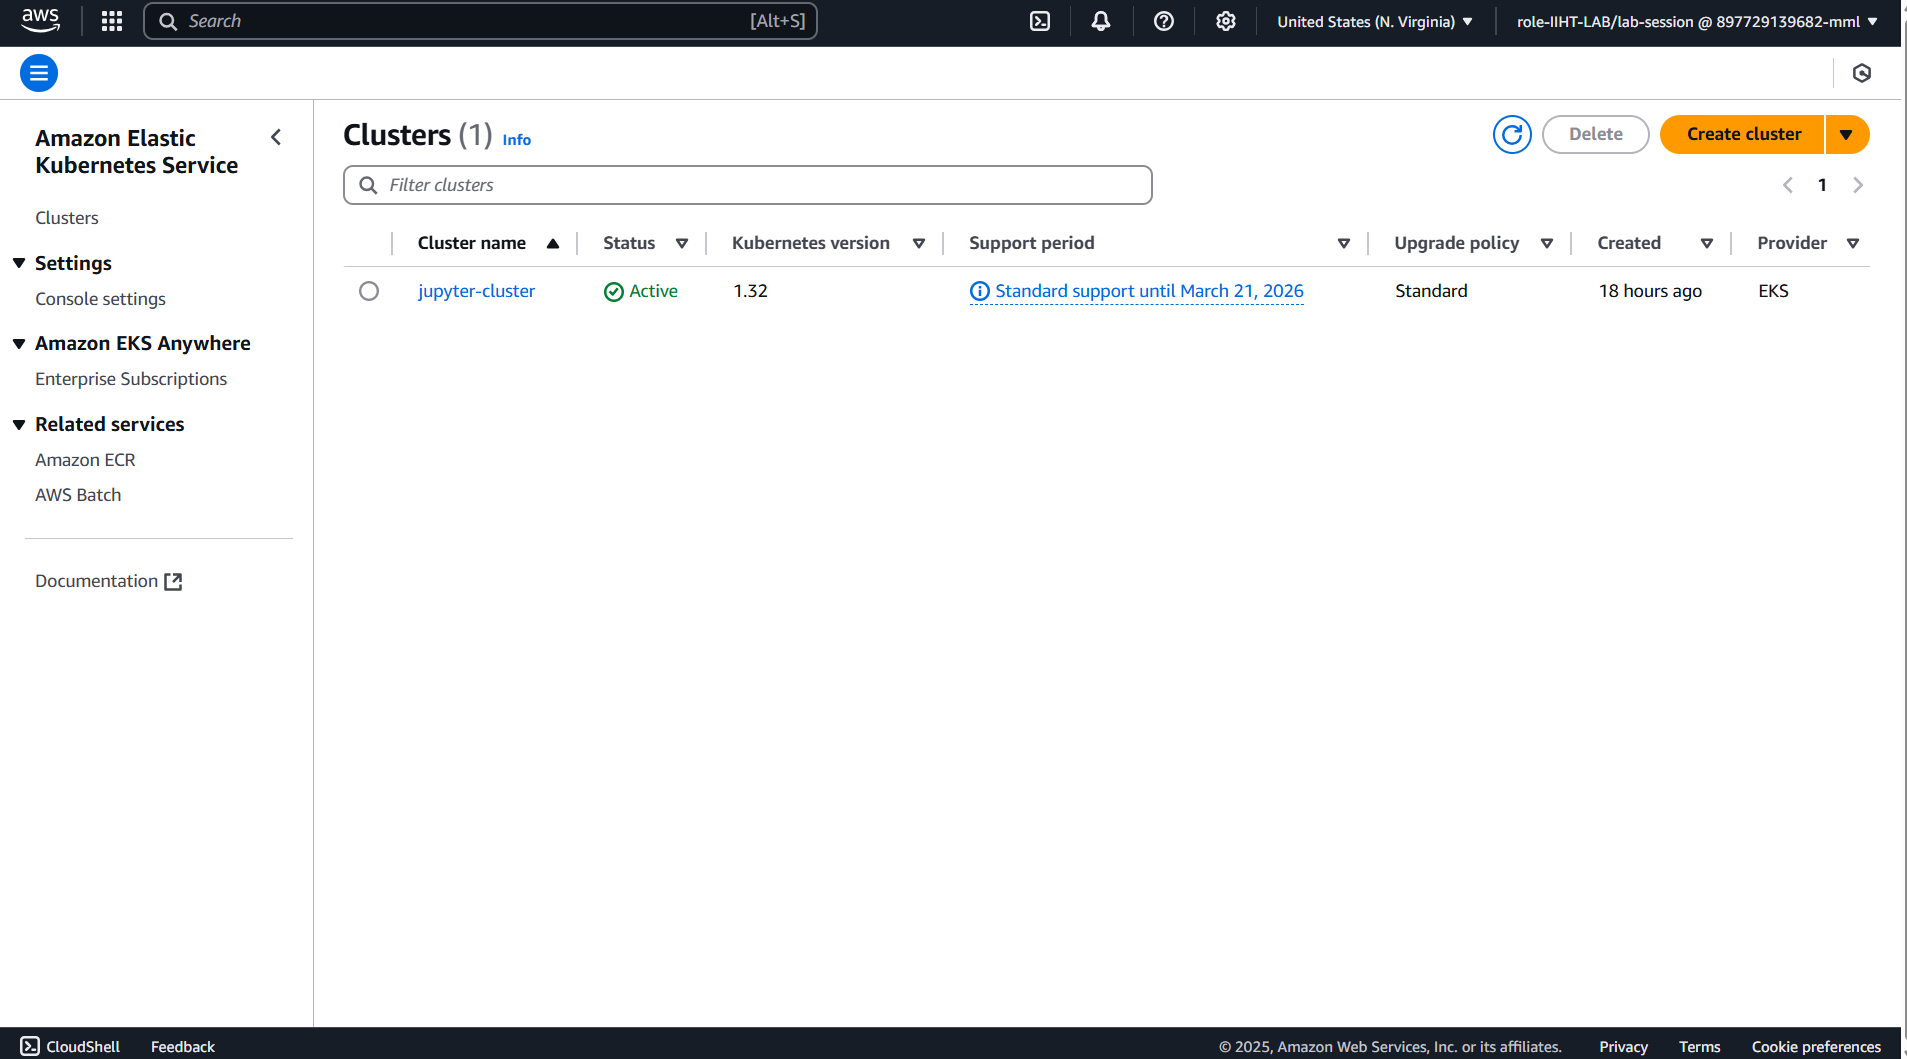 aws
Search [Alt+S]
United States (N. Virginia)
role-IIHT-LAB/lab-session @ 897729139682-mml
Amazon Elastic
Kubernetes Service
Clusters
Settings
Console settings
Amazon EKS Anywhere
Enterprise Subscriptions
Related services
Amazon ECR
AWS Batch
Documentation
Clusters (1) Info
Delete
Create cluster
Filter clusters
1
Cluster name Status Kubernetes version Support period Upgrade policy Created Provider
jupyter-cluster Active 1.32 Standard support until March 21, 2026 Standard 18 hours ago EKS
CloudShell Feedback © 2025, Amazon Web Services, Inc. or its affiliates. Privacy Terms Cookie preferences